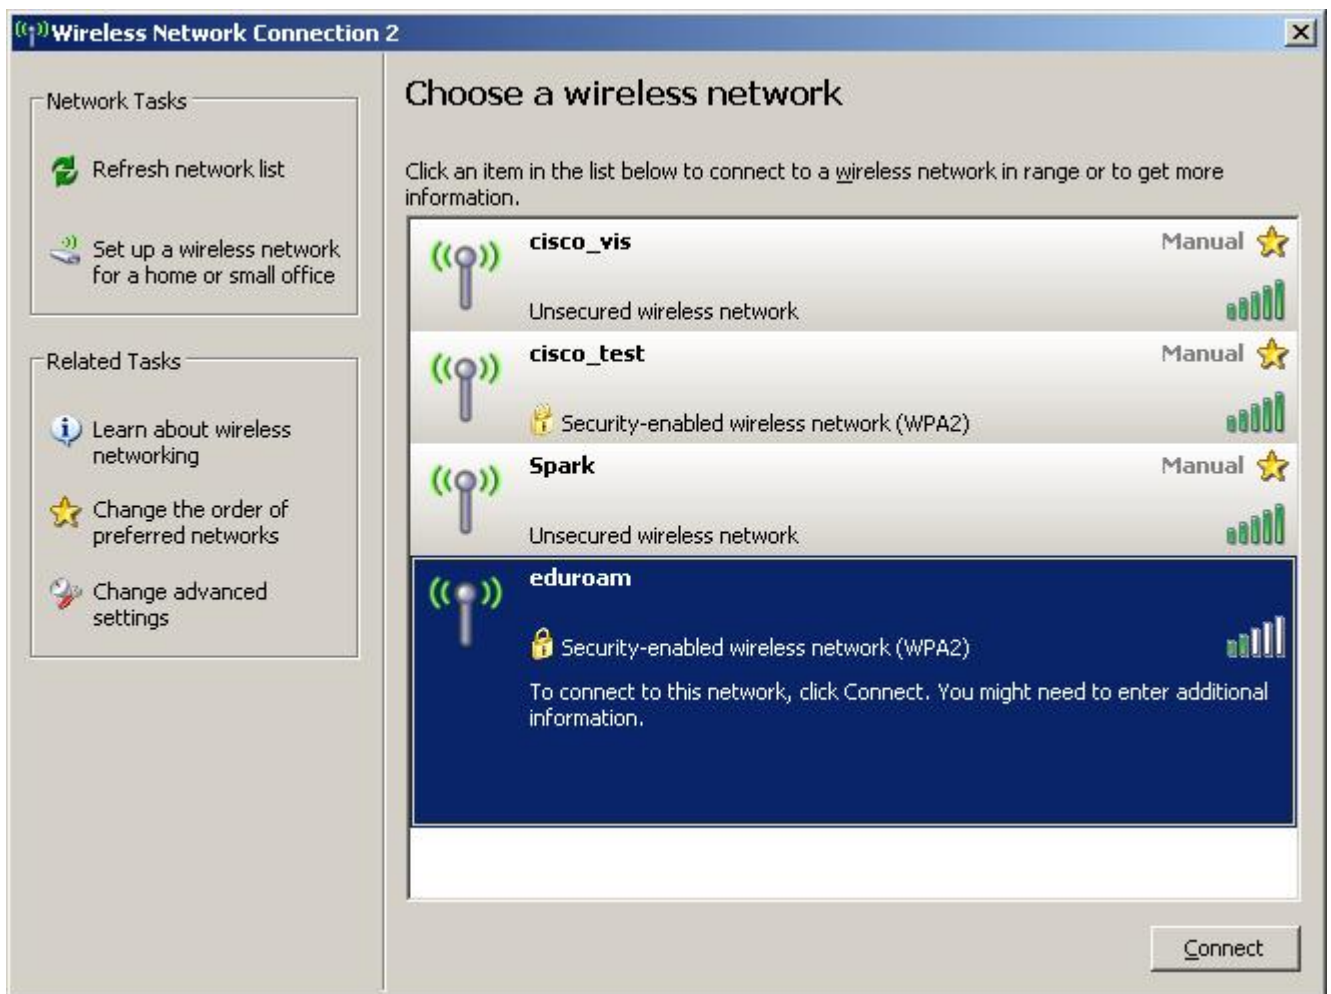 Wireless Network Connection 2
Network Tasks
Refresh network list
Set up a wireless network
for a home or small office
Related Tasks
Learn about wireless
networking
Change the order of
preferred networks
Change advanced
settings
Choose a wireless network
Click an item in the list below to connect to a wireless network in range or to get more
information.
cisco_vis
Manual
Unsecured wireless network
cisco_test
Manual
Security-enabled wireless network (WPA2)
Spark
Manual
Unsecured wireless network
eduroam
Security-enabled wireless network (WPA2)
To connect to this network, click Connect. You might need to enter additional
information.
Connect